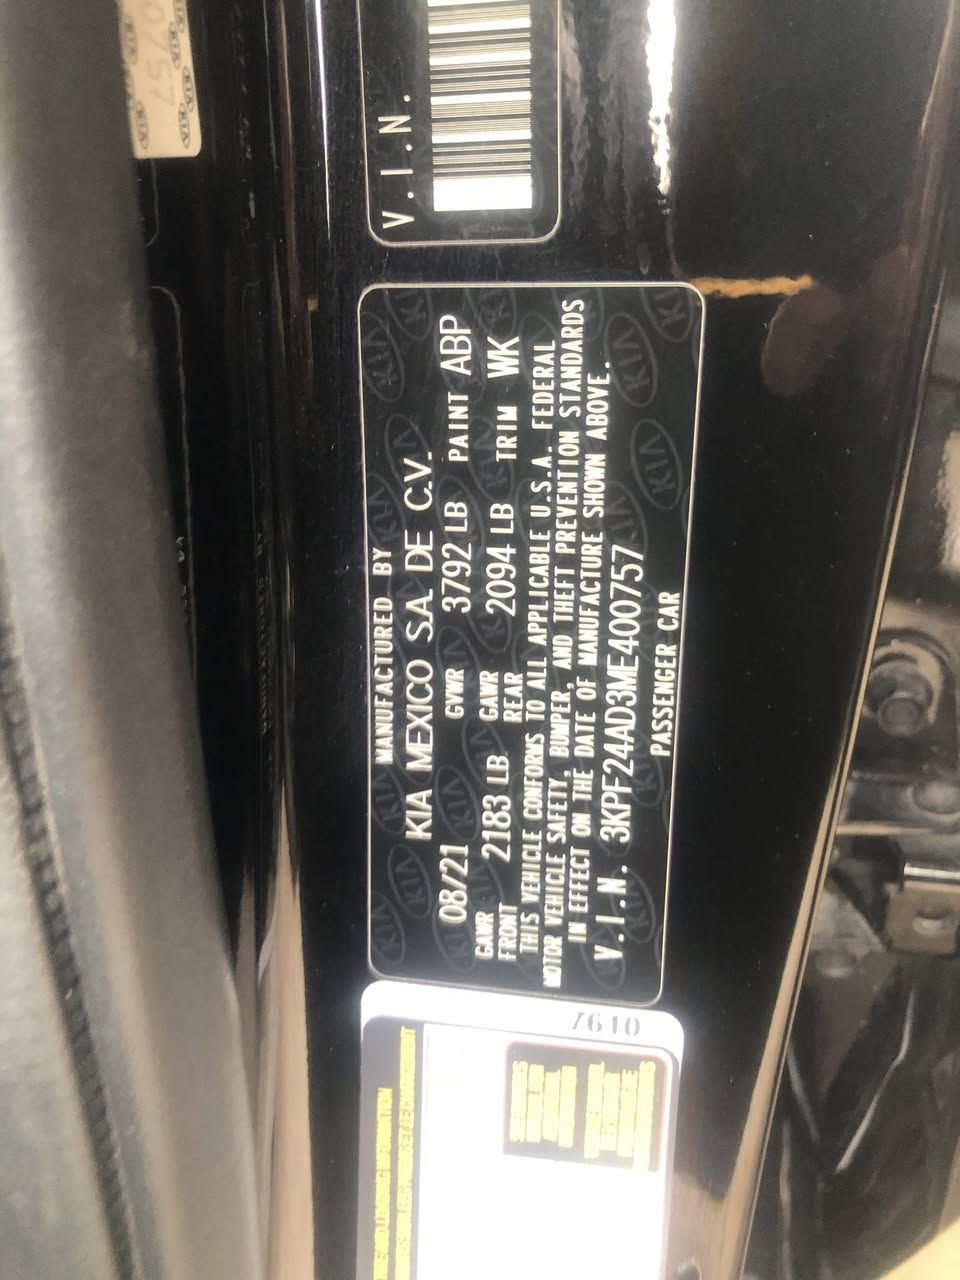 MANUFACTURED BY
KIA MEXICO S.A. DE C.V.
08/21 GVWR 3792 LB PAINT ABP
GAWR FRONT 2183 LB GAWR REAR 2094 LB TRIM WK
THIS VEHICLE CONFORMS TO ALL APPLICABLE U.S.A. FEDERAL
MOTOR VEHICLE SAFETY, BUMPER, AND THEFT PREVENTION STANDARDS
IN EFFECT ON THE DATE OF MANUFACTURE SHOWN ABOVE.
V.I.N. 3KPF24AD3ME400757
PASSENGER CAR
V.I.N.
7610
0757
KIA